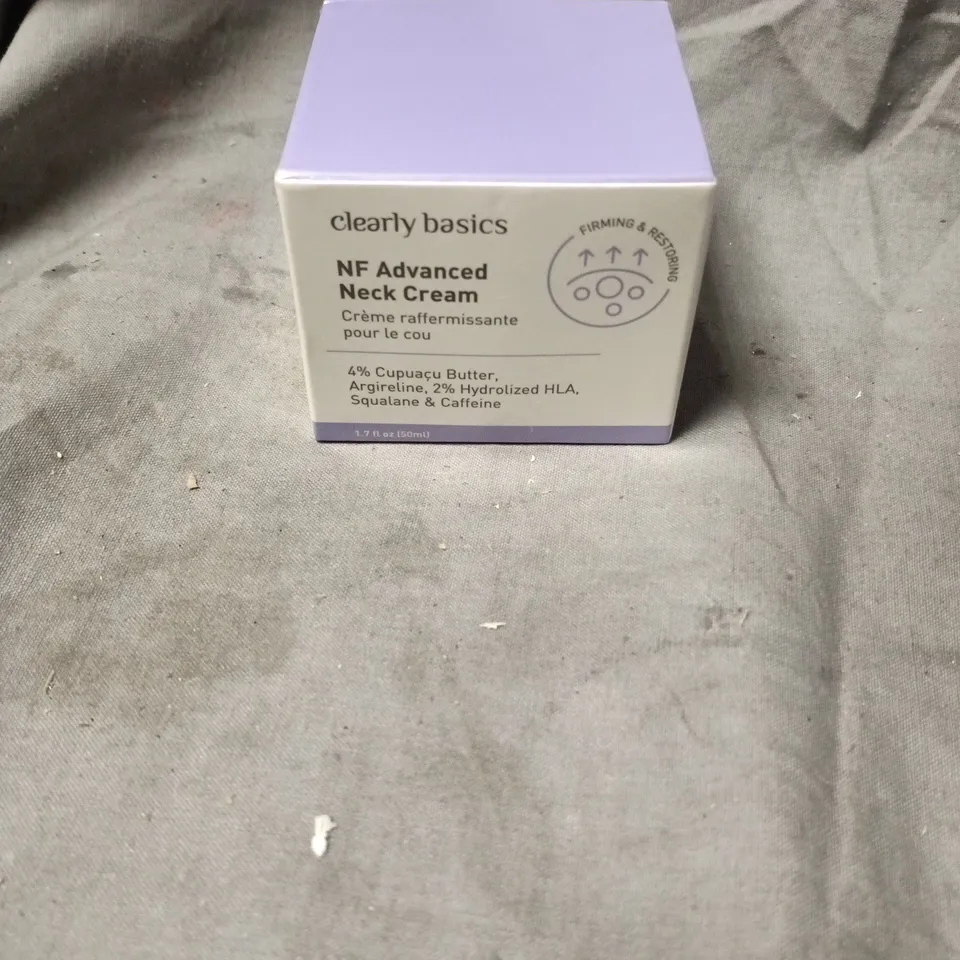 clearly basics
FIRMING & RESTORING
NF Advanced
Neck Cream
Crème raffermissante
pour le cou
4% Cupuaçu Butter,
Argireline, 2% Hydrolized HLA,
Squalane & Caffeine
1.7 fl oz (50ml)